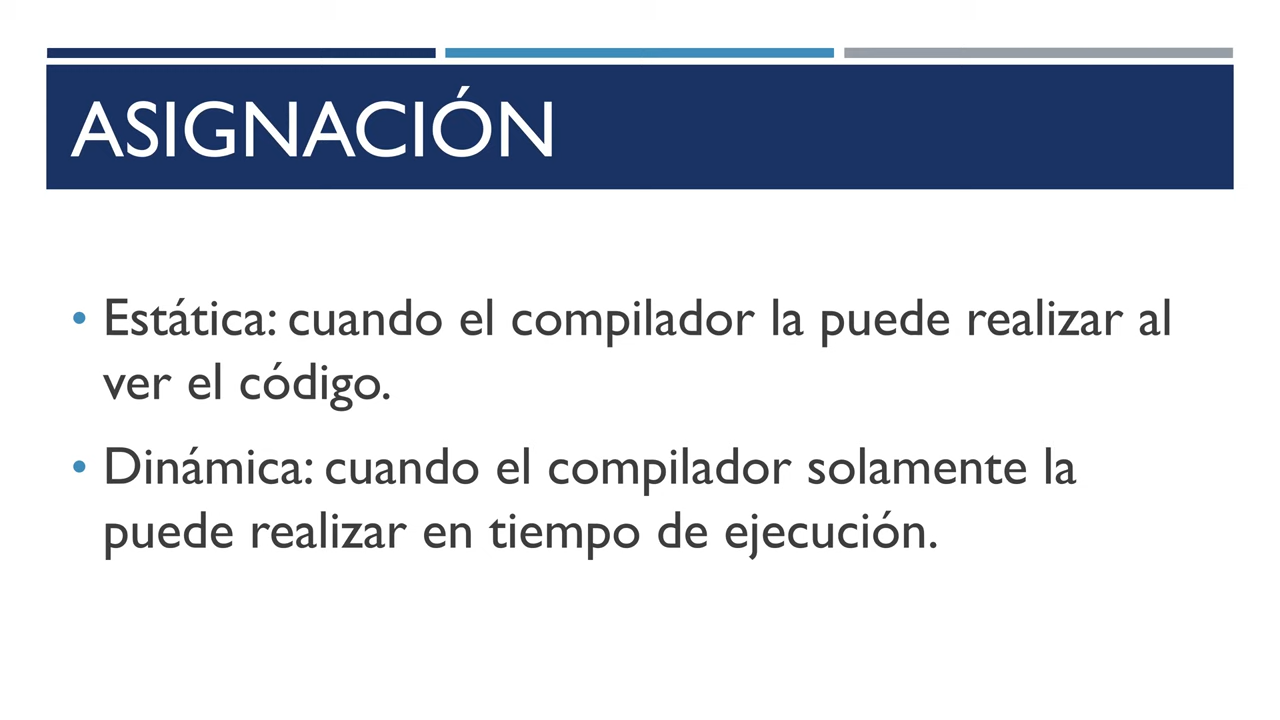 ASIGNACIÓN
• Estática: cuando el compilador la puede realizar al
ver el código.
• Dinámica: cuando el compilador solamente la
puede realizar en tiempo de ejecución.